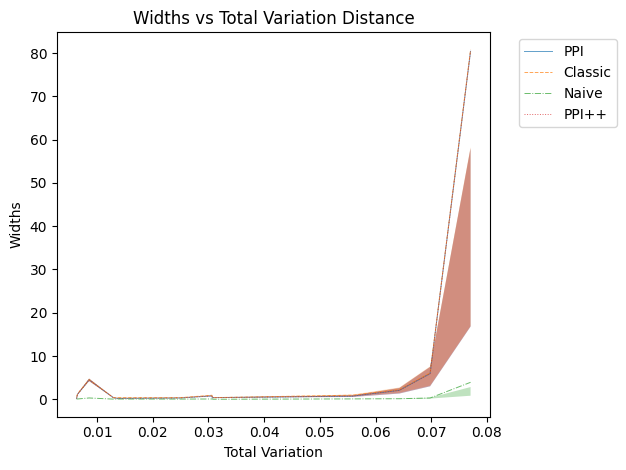 Widths vs Total Variation Distance
PPI
Classic
Naive
PPI++
80
70
60
50
40
30
20
10
0
Widths
0.01 0.02 0.03 0.04 0.05 0.06 0.07 0.08
Total Variation